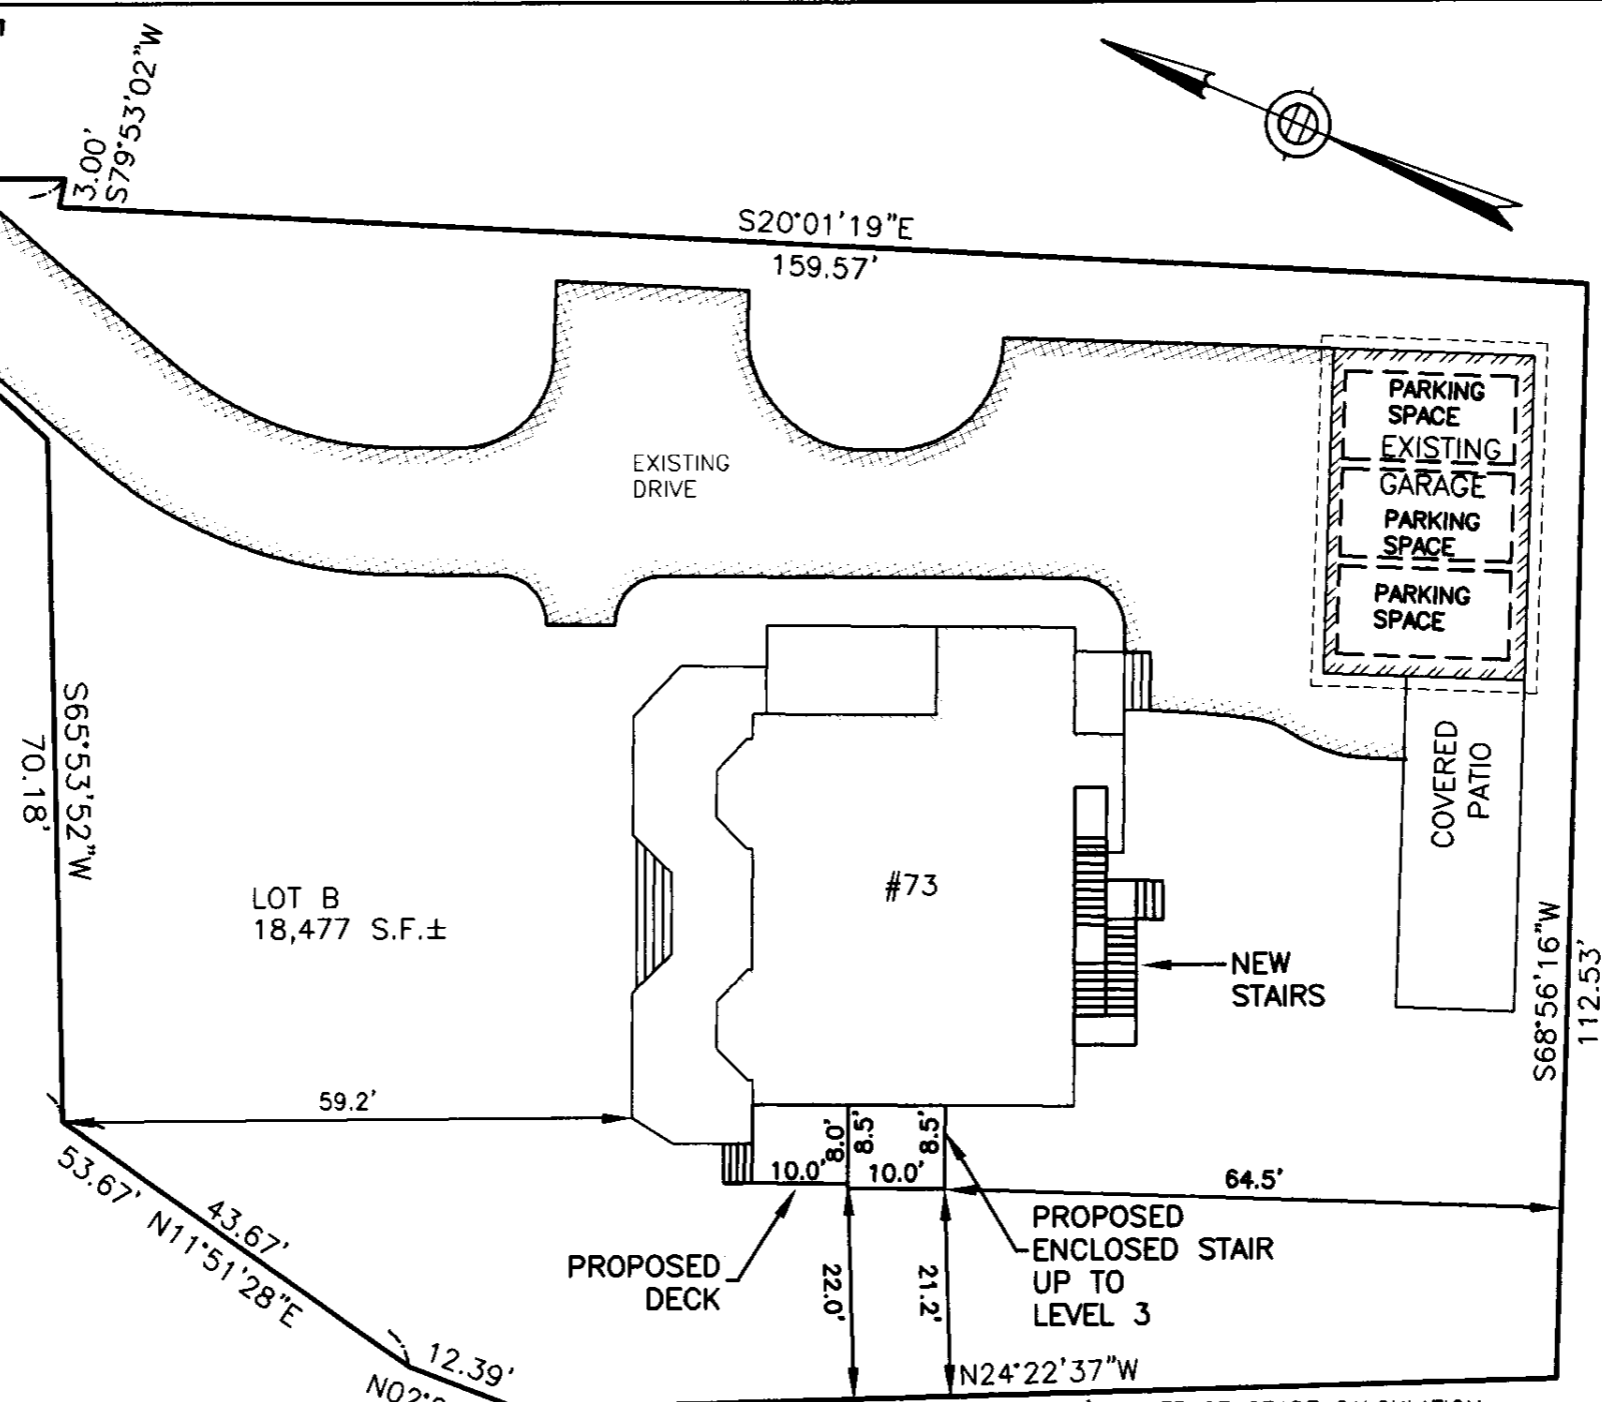 3.00'
S79°53'02"W
S20°01'19"E
159.57'
PARKING
SPACE
EXISTING
GARAGE
PARKING
SPACE
PARKING
SPACE
EXISTING
DRIVE
COVERED
PATIO
S65°53'52"W
70.18'
LOT B
18,477 S.F.±
#73
NEW
STAIRS
S68°56'16"W
112.53'
59.2'
8.0'
8.5'
8.5'
10.0'
10.0'
64.5'
53.67'
N11°51'28"E
43.67'
PROPOSED
DECK
22.0'
21.2'
PROPOSED
ENCLOSED STAIR
UP TO
LEVEL 3
12.39'
N24°22'37"W